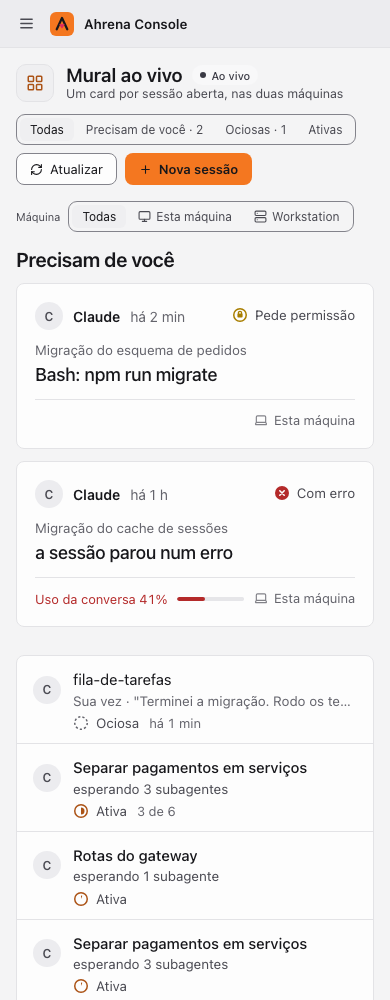 Ahrena Console
Mural ao vivo
Ao vivo
Um card por sessão aberta, nas duas máquinas
Todas
Precisam de você · 2
Ociosas · 1
Ativas
Atualizar
Nova sessão
Máquina
Todas
Esta máquina
Workstation
Precisam de você
C
Claude
há 2 min
Pede permissão
Migração do esquema de pedidos
Bash: npm run migrate
Esta máquina
C
Claude
há 1 h
Com erro
Migração do cache de sessões
a sessão parou num erro
Uso da conversa 41%
Esta máquina
C
fila-de-tarefas
Sua vez · "Terminei a migração. Rodo os te...
Ociosa
há 1 min
C
Separar pagamentos em serviços
esperando 3 subagentes
Ativa
3 de 6
C
Rotas do gateway
esperando 1 subagente
Ativa
C
Separar pagamentos em serviços
esperando 3 subagentes
Ativa